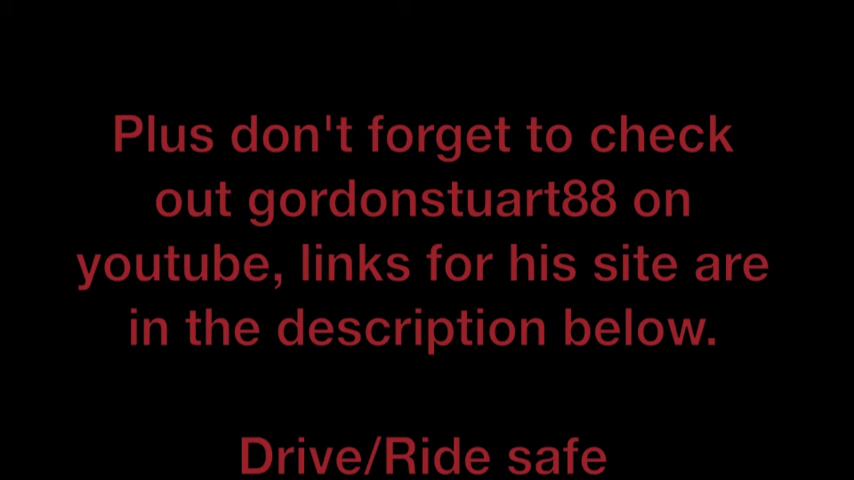 Plus don't forget to check
out gordonstuart88 on
youtube, links for his site are
in the description below.
Drive/Ride safe